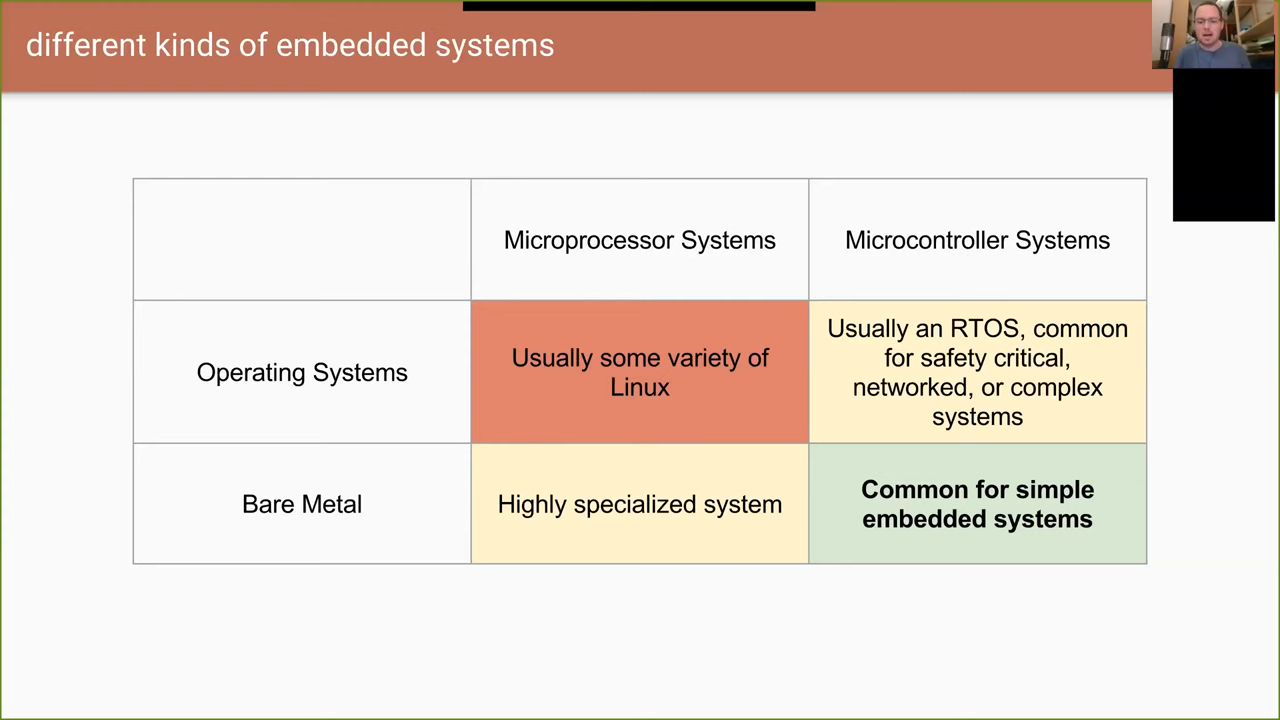 different kinds of embedded systems
Microprocessor Systems
Microcontroller Systems
Operating Systems
Usually some variety of
Linux
Usually an RTOS, common
for safety critical,
networked, or complex
systems
Bare Metal
Highly specialized system
Common for simple
embedded systems